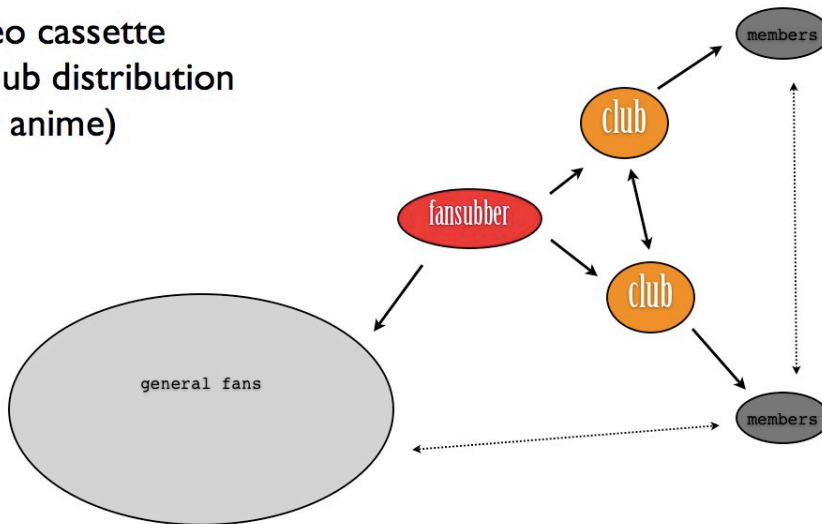 eo cassette
ub distribution
anime)
members
club
fansubber
club
general fans
members